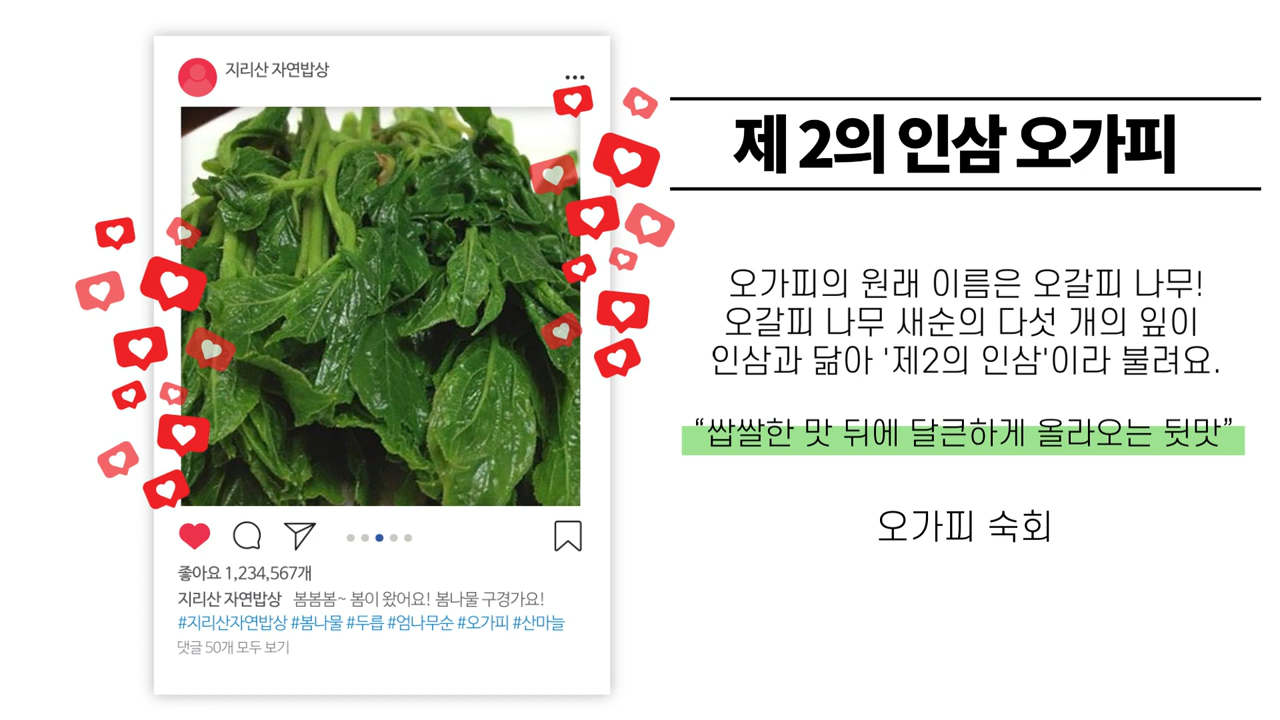 지리산 자연밥상
좋아요 1,234,567개
지리산 자연밥상 봄봄봄~ 봄이 왔어요! 봄나물 구경가요!
#지리산자연밥상 #봄나물 #두릅 #엄나무순 #오가피 #산마늘
댓글 50개 모두 보기
제 2의 인삼 오가피
오가피의 원래 이름은 오갈피 나무!
오갈피 나무 새순의 다섯 개의 잎이
인삼과 닮아 '제2의 인삼'이라 불려요.
“쌉쌀한 맛 뒤에 달큰하게 올라오는 뒷맛”
오가피 숙회